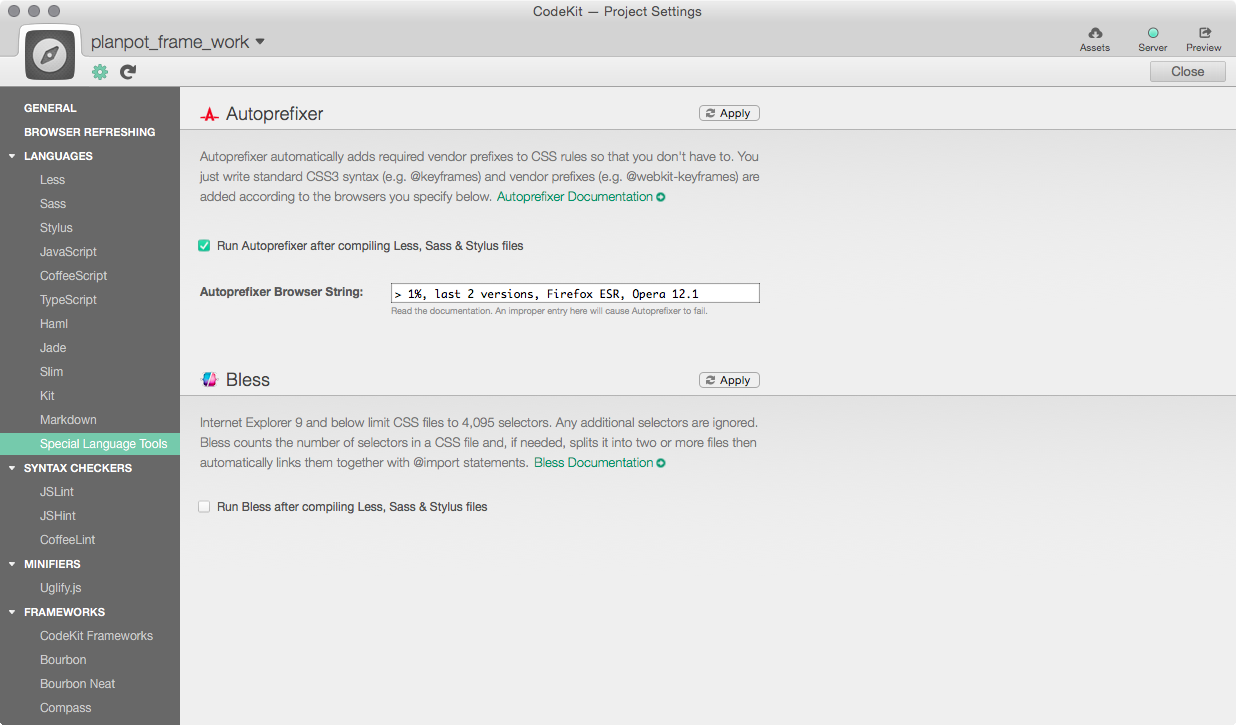 CodeKit — Project Settings
planpot_frame_work
Assets
Server
Preview
Close
GENERAL
BROWSER REFRESHING
LANGUAGES
Less
Sass
Stylus
JavaScript
CoffeeScript
TypeScript
Haml
Jade
Slim
Kit
Markdown
Special Language Tools
SYNTAX CHECKERS
JSLint
JSHint
CoffeeLint
MINIFIERS
Uglify.js
FRAMEWORKS
CodeKit Frameworks
Bourbon
Bourbon Neat
Compass
Autoprefixer
Apply
Autoprefixer automatically adds required vendor prefixes to CSS rules so that you don't have to. You
just write standard CSS3 syntax (e.g. @keyframes) and vendor prefixes (e.g. @webkit-keyframes) are
added according to the browsers you specify below. Autoprefixer Documentation
Run Autoprefixer after compiling Less, Sass & Stylus files
Autoprefixer Browser String: > 1%, last 2 versions, Firefox ESR, Opera 12.1
Read the documentation. An improper entry here will cause Autoprefixer to fail.
Bless
Apply
Internet Explorer 9 and below limit CSS files to 4,095 selectors. Any additional selectors are ignored.
Bless counts the number of selectors in a CSS file and, if needed, splits it into two or more files then
automatically links them together with @import statements. Bless Documentation
Run Bless after compiling Less, Sass & Stylus files